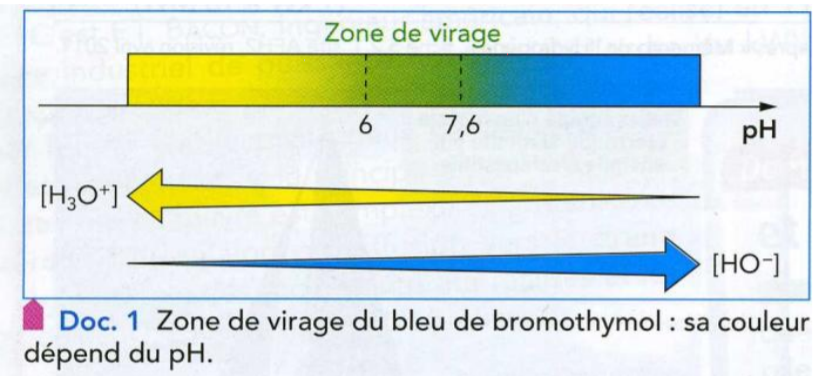 Zone de virage
6 7,6
pH
[H₃O⁺]
[HO⁻]
Doc. 1 Zone de virage du bleu de bromothymol : sa couleur
dépend du pH.